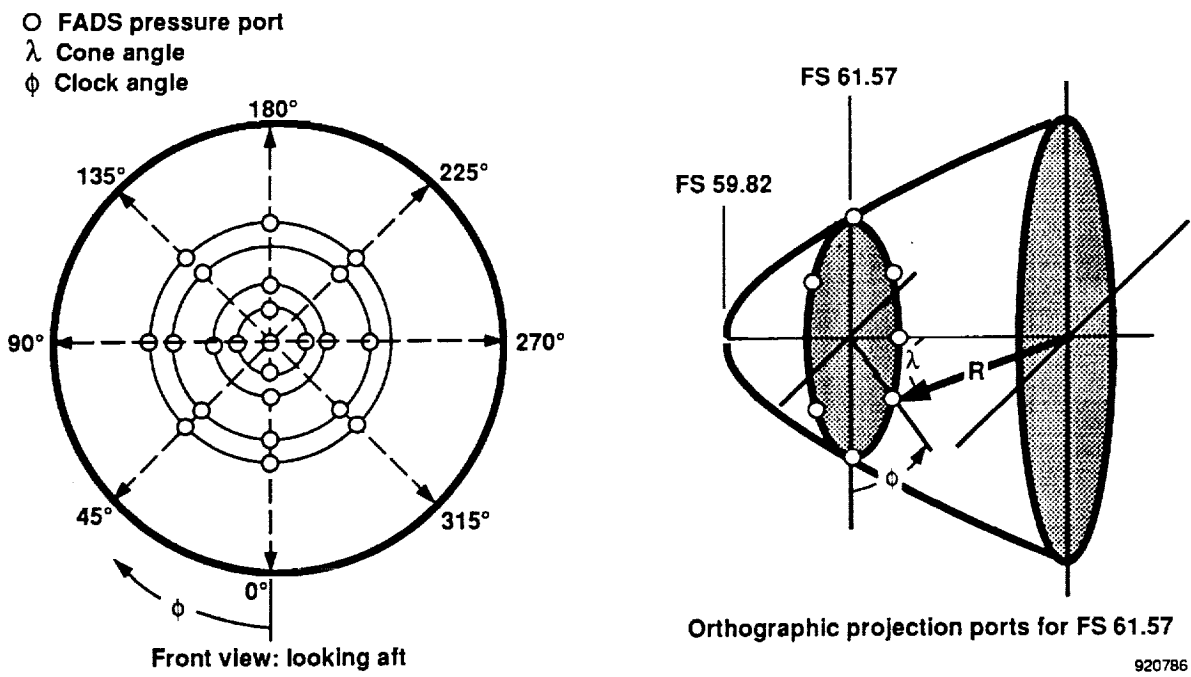 O FADS pressure port
λ Cone angle
ϕ Clock angle
180°
135°
225°
90°
270°
45°
315°
0°
ϕ
Front view: looking aft
FS 61.57
FS 59.82
λ
R
ϕ
Orthographic projection ports for FS 61.57
920786